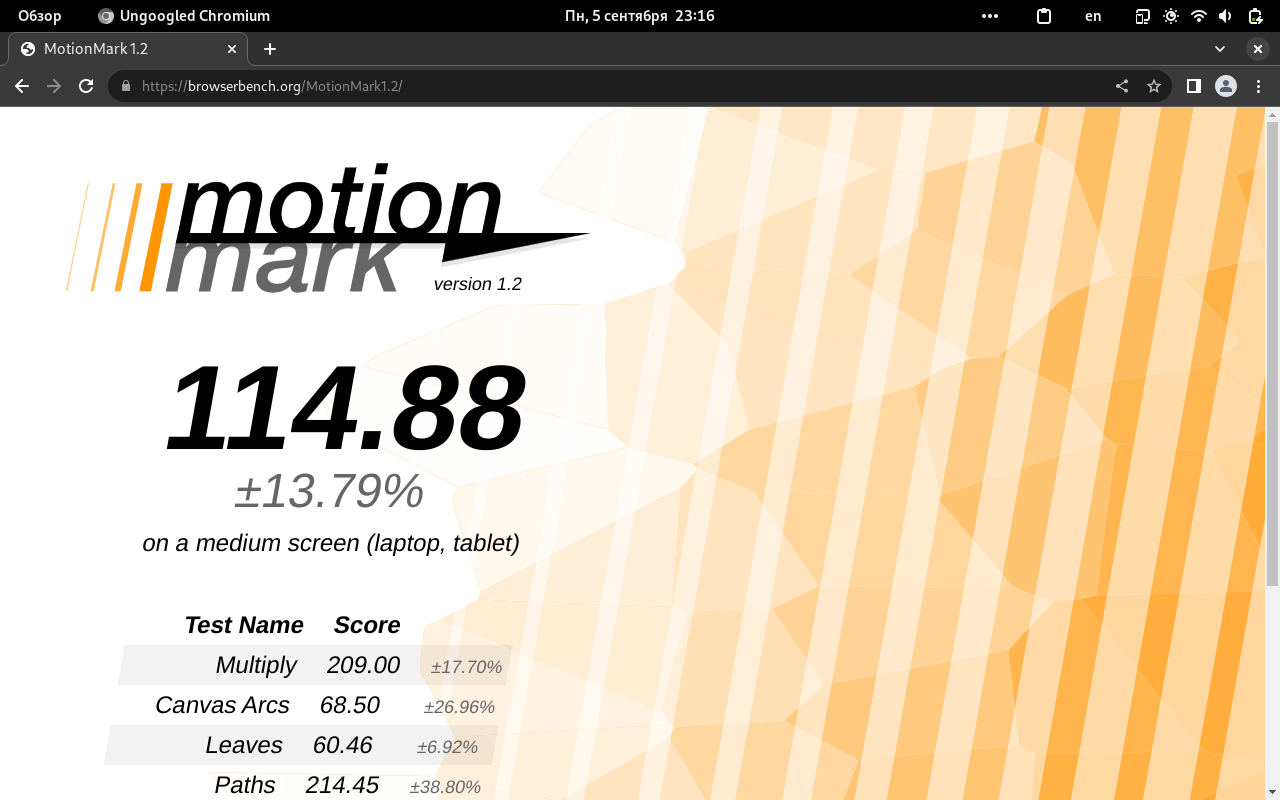 Обзор Ungoogled Chromium Пн, 5 сентября 23:16 en
MotionMark 1.2
https://browserbench.org/MotionMark1.2/
motion
mark
version 1.2
114.88
±13.79%
on a medium screen (laptop, tablet)
Test Name Score
Multiply 209.00 ±17.70%
Canvas Arcs 68.50 ±26.96%
Leaves 60.46 ±6.92%
Paths 214.45 ±38.80%